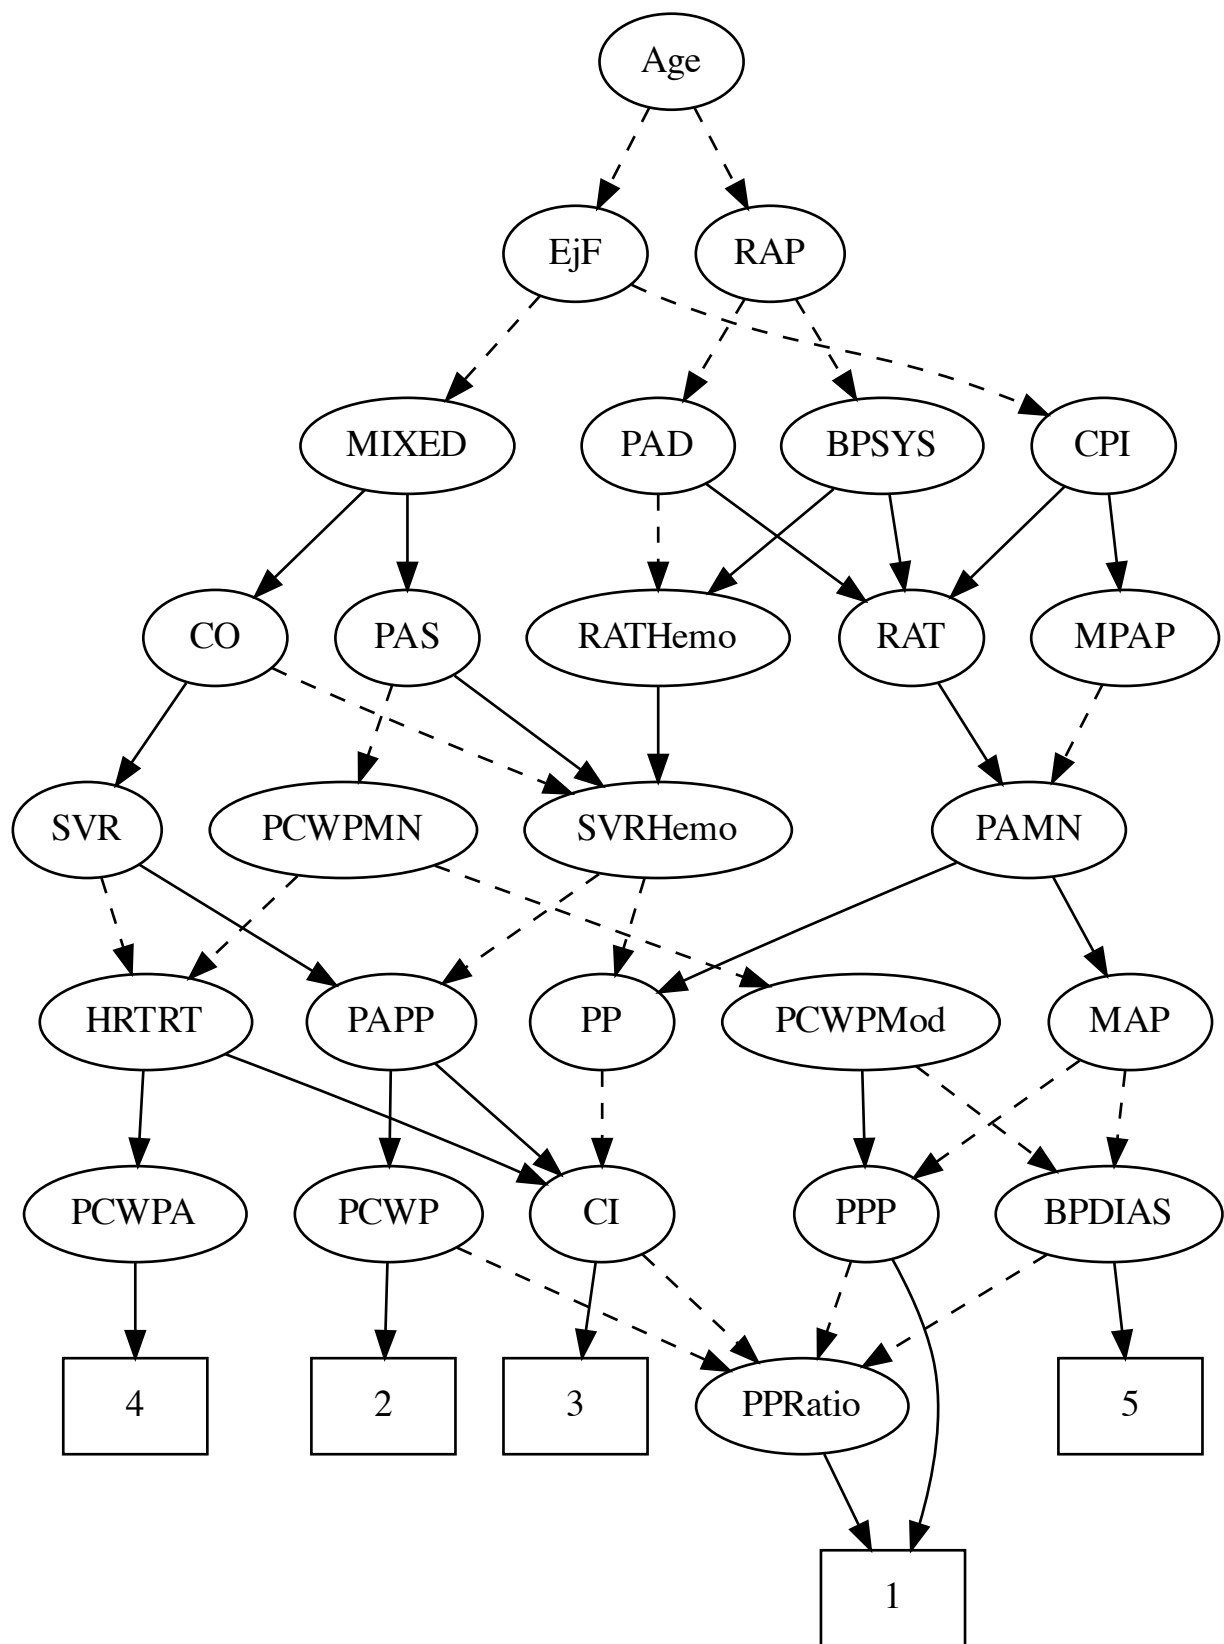 Age
EjF RAP
MIXED PAD BPSYS CPI
CO PAS RATHemo RAT MPAP
SVR PCWPMN SVRHemo PAMN
HRTRT PAPP PP PCWPMod MAP
PCWPA PCWP CI PPP BPDIAS
4 2 3 PPRatio 5
1